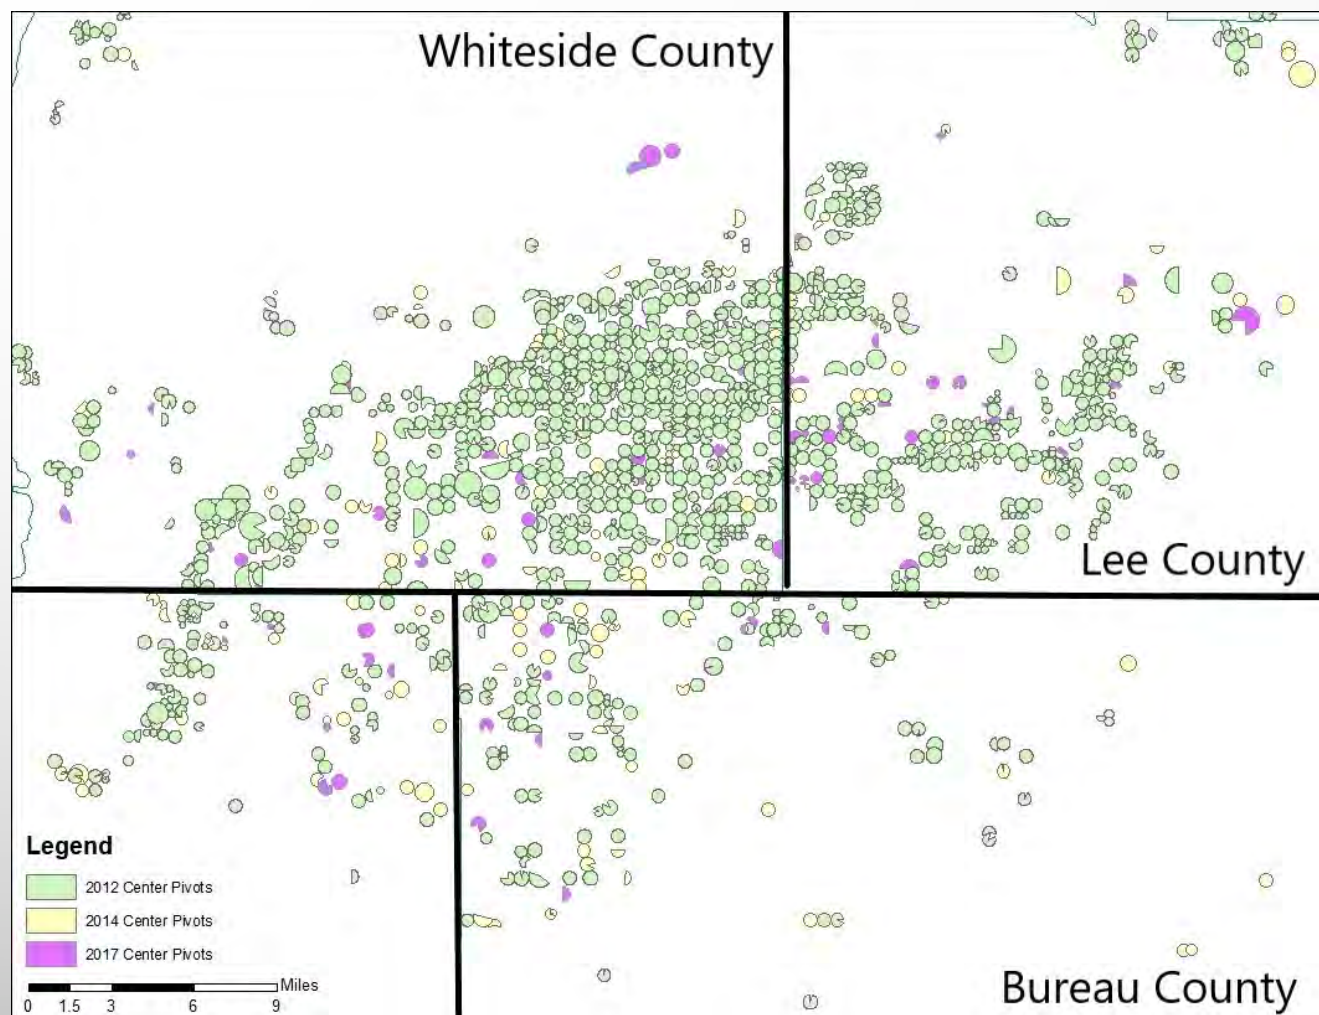 Whiteside County
Lee County
Legend
2012 Center Pivots
2014 Center Pivots
2017 Center Pivots
Miles
0 1.5 3 6 9
Bureau County